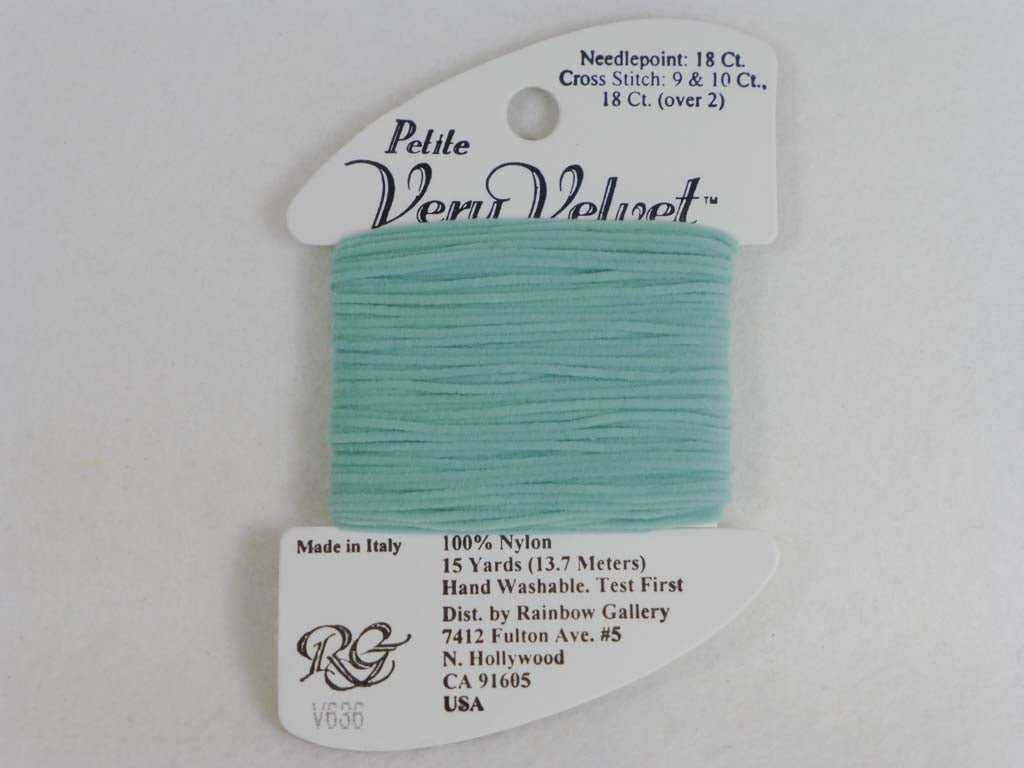 Needlepoint: 18 Ct.
Cross Stitch: 9 & 10 Ct.,
18 Ct. (over 2)
Petite
Very Velvet™
Made in Italy
100% Nylon
15 Yards (13.7 Meters)
Hand Washable. Test First
Dist. by Rainbow Gallery
7412 Fulton Ave. #5
N. Hollywood
CA 91605
USA
RG
V636